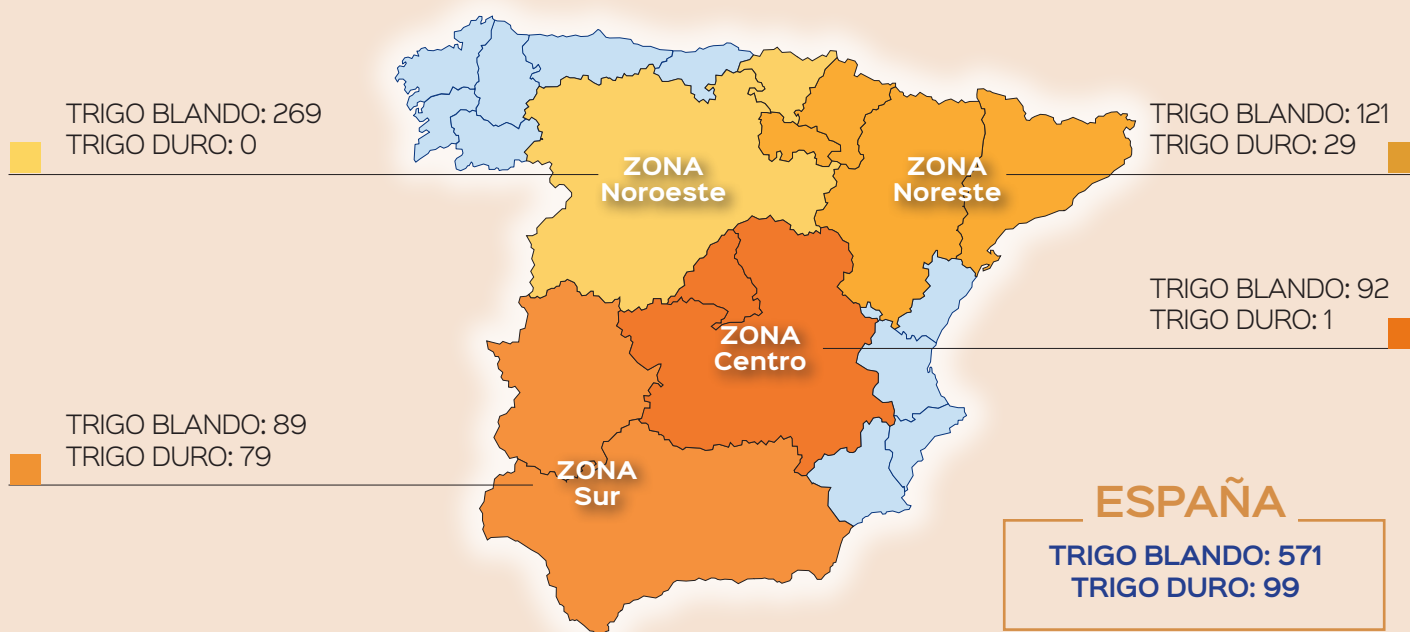 TRIGO BLANDO: 269
TRIGO DURO: 0
ZONA
Noroeste
ZONA
Noreste
TRIGO BLANDO: 121
TRIGO DURO: 29
TRIGO BLANDO: 92
TRIGO DURO: 1
ZONA
Centro
TRIGO BLANDO: 89
TRIGO DURO: 79
ZONA
Sur
ESPAÑA
TRIGO BLANDO: 571
TRIGO DURO: 99